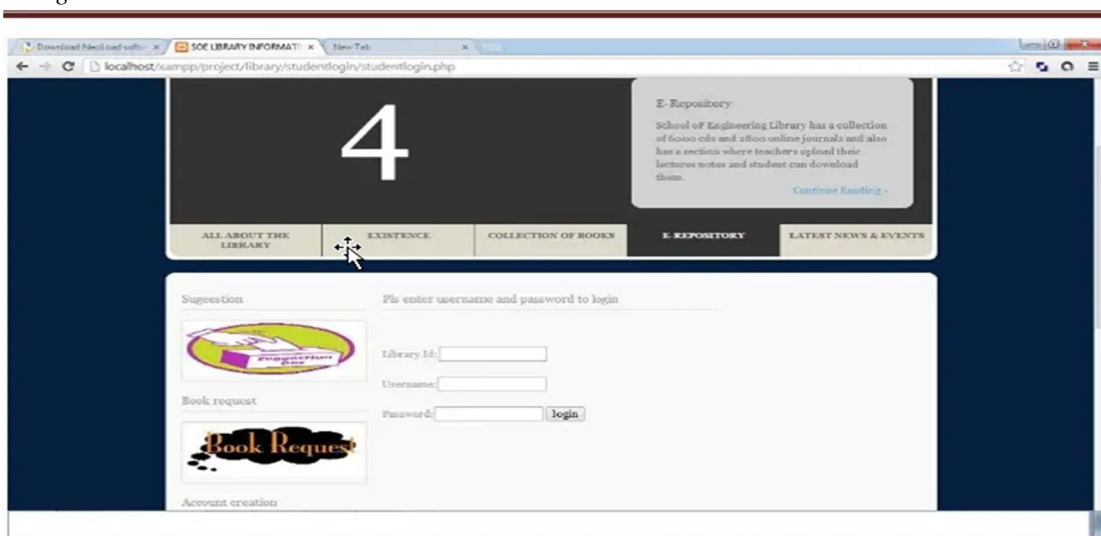 Download NeoLoad softw
SOE LIBRARY INFORMATI
New Tab
localhost/xampp/project/library/studentlogin/studentlogin.php
4
E-Repository
School oF Engineering Library has a collection
of 6000 cds and 2800 online journals and also
has a section where teachers upload their
lectures notes and student can download
them.
Continue Reading »
ALL ABOUT THE
LIBRARY
EXISTENCE
COLLECTION OF BOOKS
E-REPOSITORY
LATEST NEWS & EVENTS
Sugeestion
Pls enter username and password to login
Suggestion
Box
Library Id:
Username:
Book request
Password:
login
Book Request
Account creation